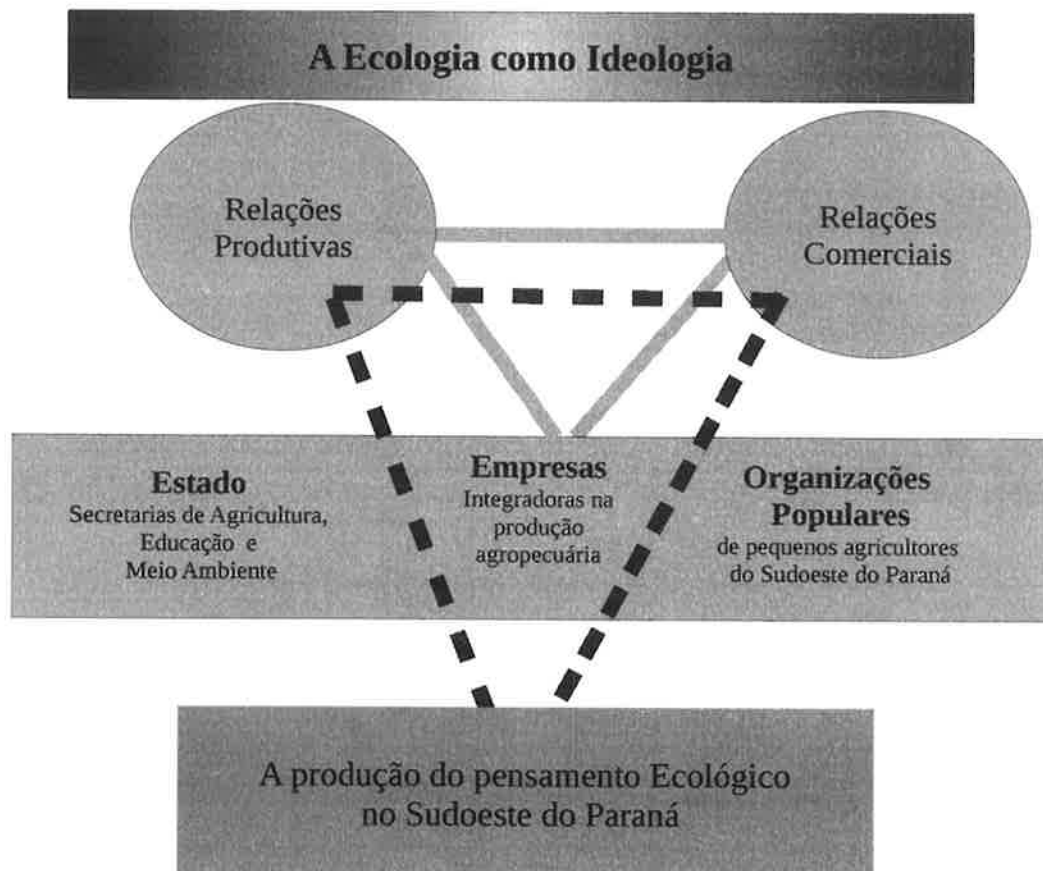 A Ecologia como Ideologia
Relações
Produtivas
Relações
Comerciais
Estado
Secretarias de Agricultura,
Educação e
Meio Ambiente
Empresas
Integradoras na
produção
agropecuária
Organizações
Populares
de pequenos agricultores
do Sudoeste do Paraná
A produção do pensamento Ecológico
no Sudoeste do Paraná